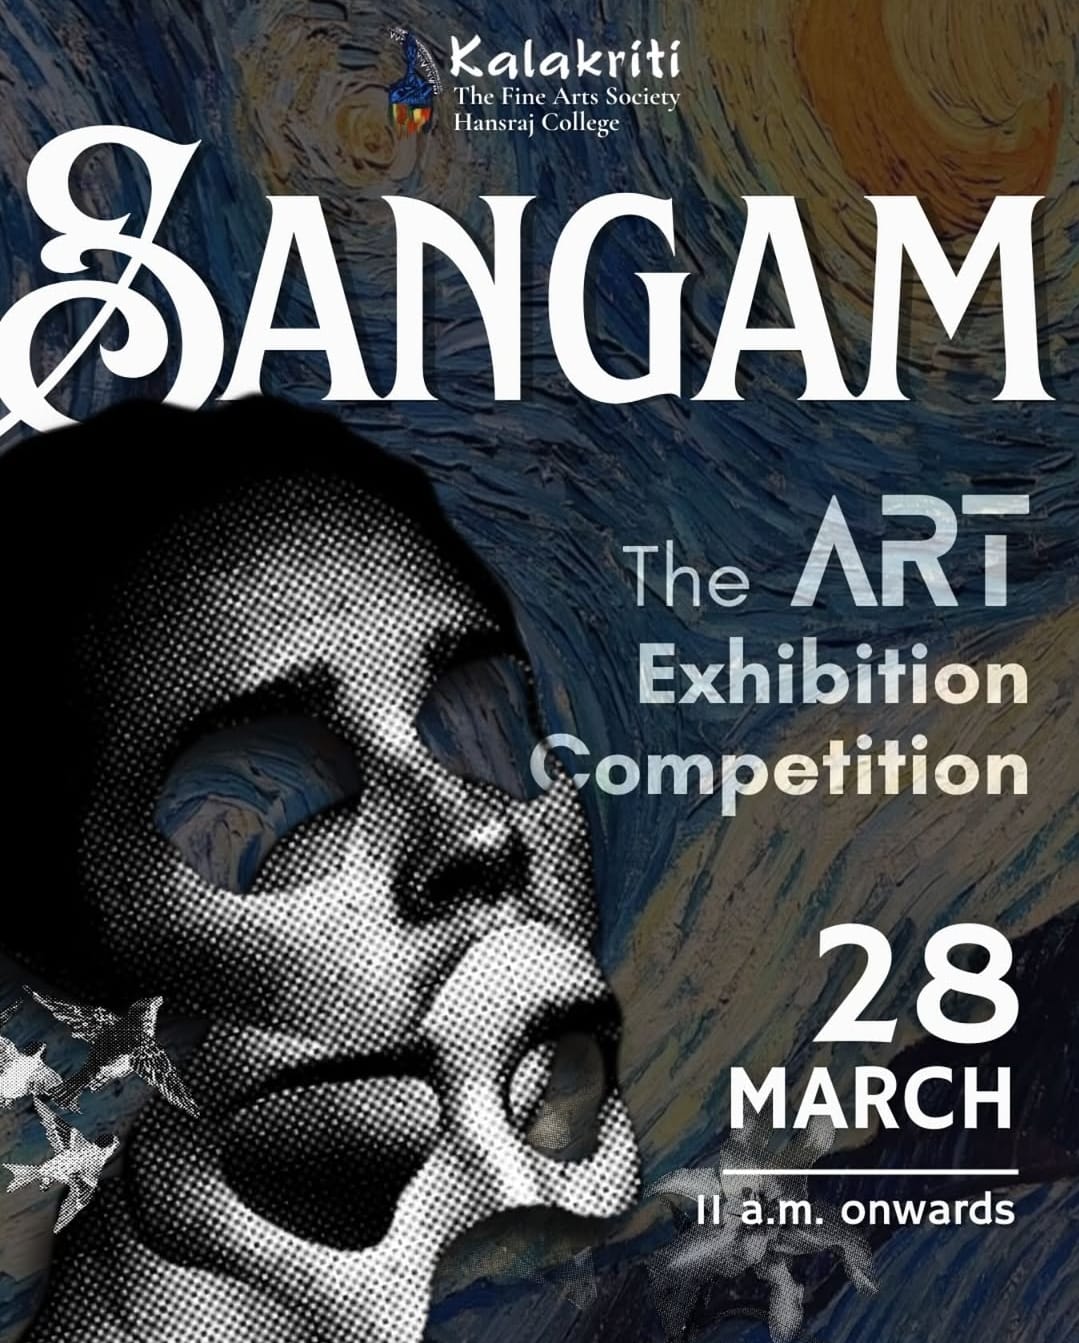 Kalakriti
The Fine Arts Society
Hansraj College
SANGAM
The ART
Exhibition
Competition
28
MARCH
11 a.m. onwards